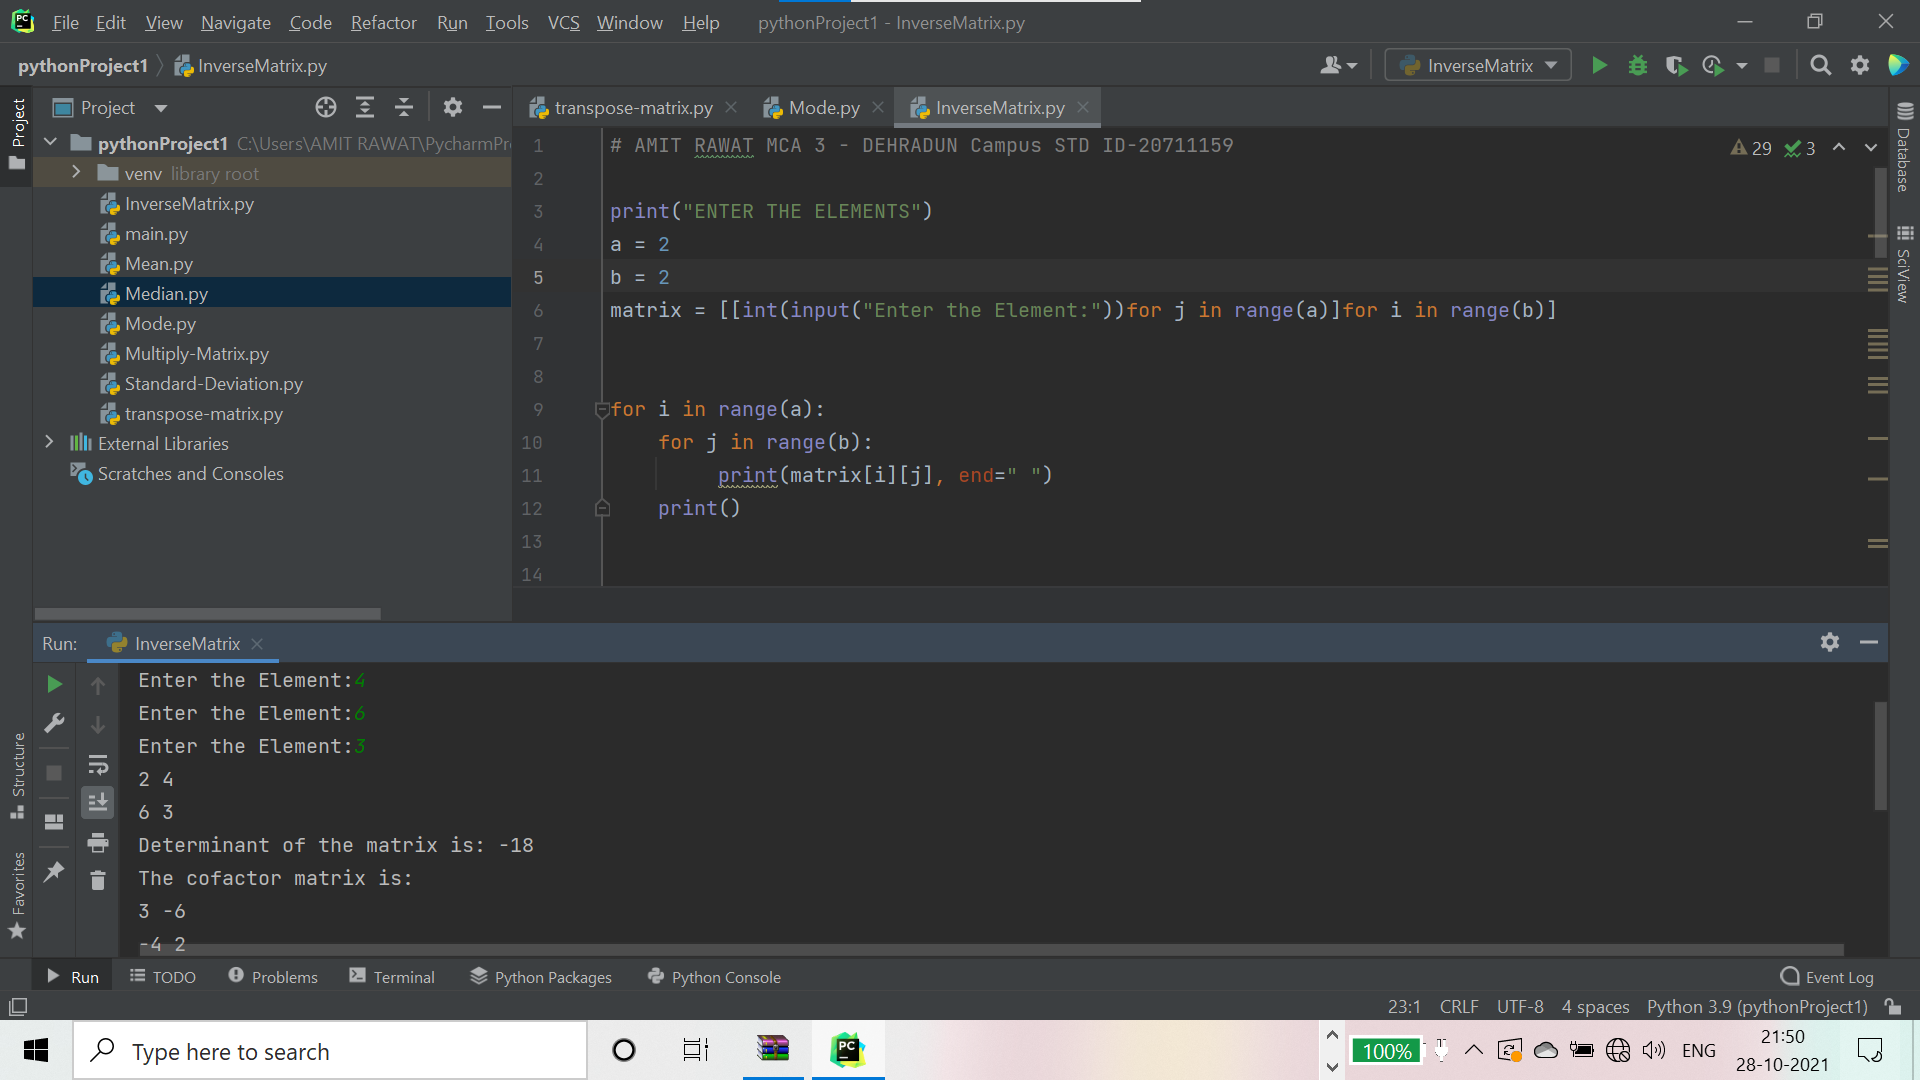 File Edit View Navigate Code Refactor Run Tools VCS Window Help pythonProject1 - InverseMatrix.py
pythonProject1 InverseMatrix.py InverseMatrix
Project
Project
pythonProject1 C:\Users\AMIT RAWAT\PycharmPr
venv library root
InverseMatrix.py
main.py
Mean.py
Median.py
Mode.py
Multiply-Matrix.py
Standard-Deviation.py
transpose-matrix.py
External Libraries
Scratches and Consoles
transpose-matrix.py Mode.py InverseMatrix.py
1 # AMIT RAWAT MCA 3 - DEHRADUN Campus STD ID-20711159
29 3
2
3 print("ENTER THE ELEMENTS")
4 a = 2
5 b = 2
6 matrix = [[int(input("Enter the Element:"))for j in range(a)]for i in range(b)]
7
8
9 for i in range(a):
10 for j in range(b):
11 print(matrix[i][j], end=" ")
12 print()
13
14
Database
SciView
Run: InverseMatrix
Enter the Element:4
Enter the Element:6
Enter the Element:3
2 4
6 3
Determinant of the matrix is: -18
The cofactor matrix is:
3 -6
-4 2
Structure
Favorites
Run TODO Problems Terminal Python Packages Python Console Event Log
23:1 CRLF UTF-8 4 spaces Python 3.9 (pythonProject1)
Type here to search
PC
100%
ENG
21:50
28-10-2021